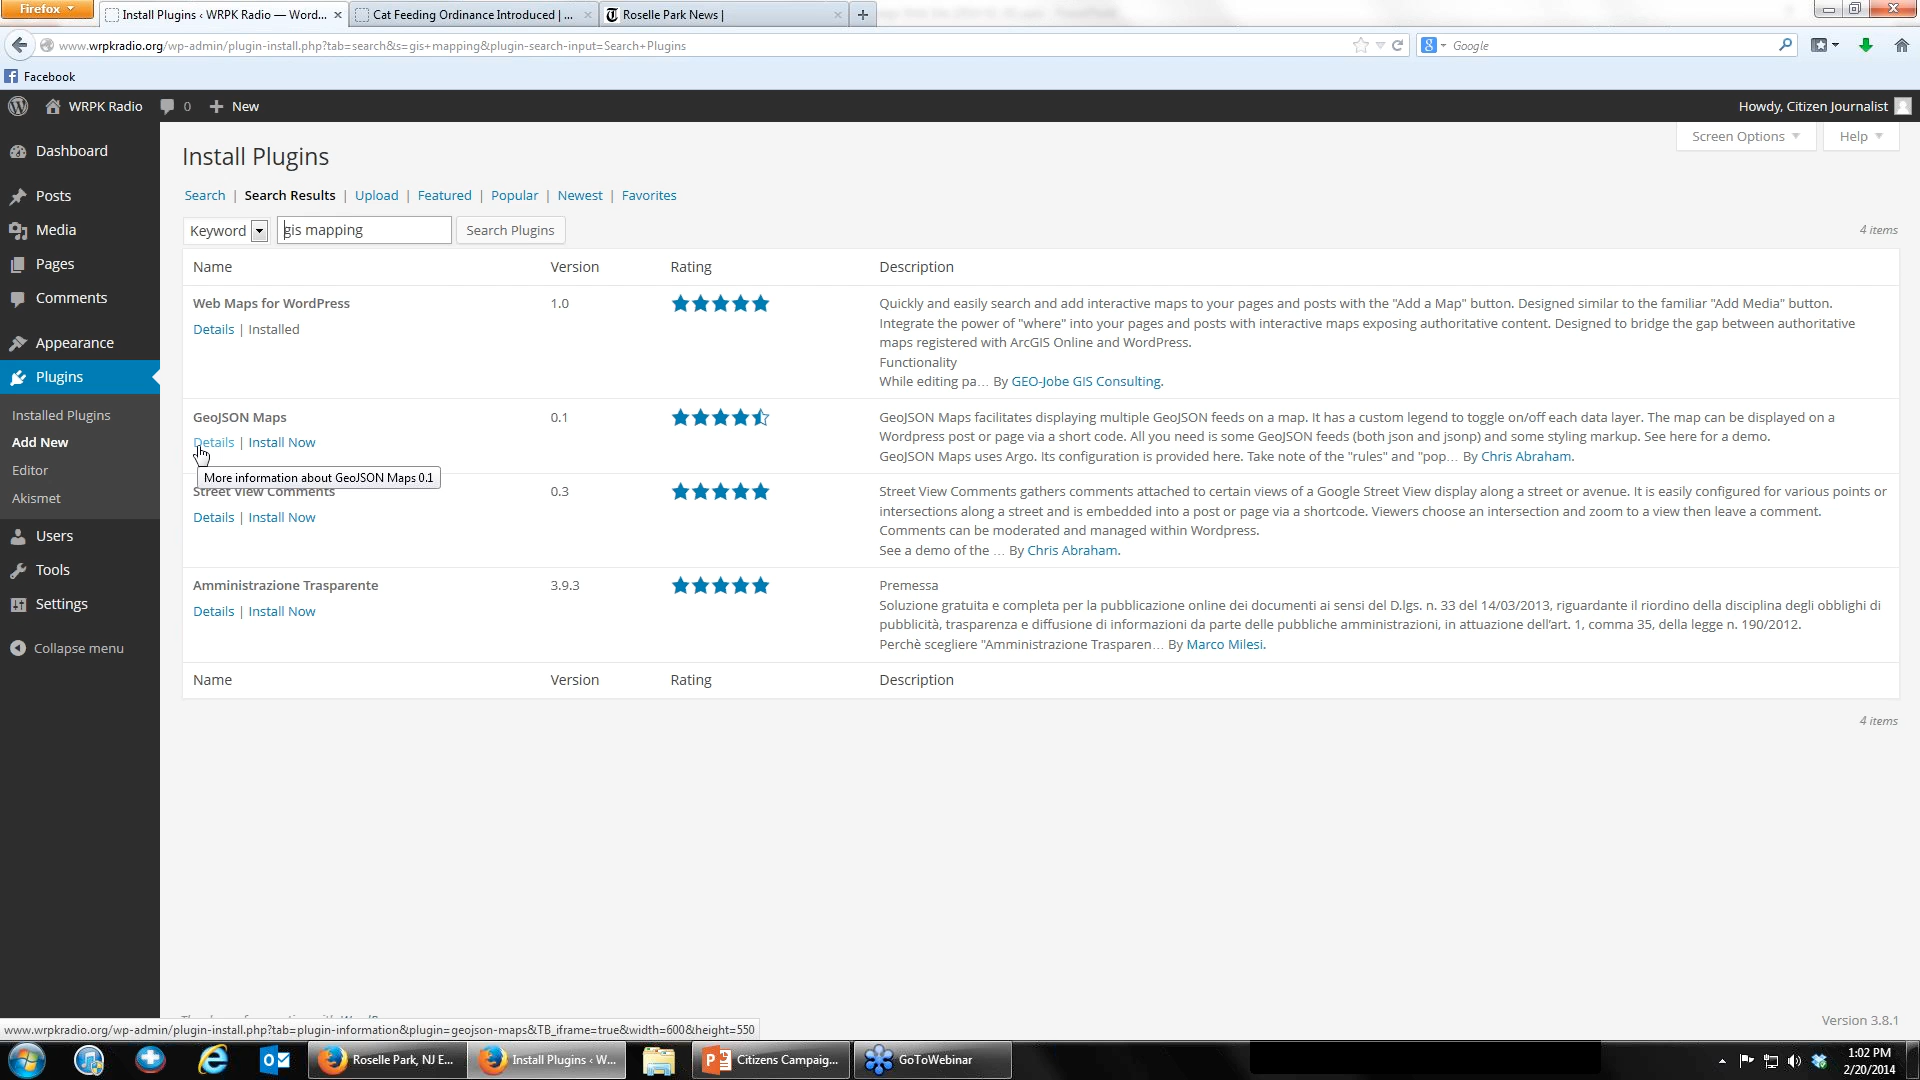 Firefox
Install Plugins ‹ WRPK Radio — Word...
Cat Feeding Ordinance Introduced | ...
Roselle Park News |
www.wrpkradio.org/wp-admin/plugin-install.php?tab=search&s=gis+mapping&plugin-search-input=Search+Plugins
Google
Facebook
WRPK Radio 0 + New
Howdy, Citizen Journalist
Dashboard
Posts
Media
Pages
Comments
Appearance
Plugins
Installed Plugins
Add New
Editor
Akismet
Users
Tools
Settings
Collapse menu
Screen Options
Help
Install Plugins
Search | Search Results | Upload | Featured | Popular | Newest | Favorites
Keyword gis mapping Search Plugins
4 items
Name Version Rating Description
Web Maps for WordPress 1.0
Details | Installed
Quickly and easily search and add interactive maps to your pages and posts with the "Add a Map" button. Designed similar to the familiar "Add Media" button.
Integrate the power of "where" into your pages and posts with interactive maps exposing authoritative content. Designed to bridge the gap between authoritative
maps registered with ArcGIS Online and WordPress.
Functionality
While editing pa… By GEO-Jobe GIS Consulting.
GeoJSON Maps 0.1
Details | Install Now
More information about GeoJSON Maps 0.1
GeoJSON Maps facilitates displaying multiple GeoJSON feeds on a map. It has a custom legend to toggle on/off each data layer. The map can be displayed on a
Wordpress post or page via a short code. All you need is some GeoJSON feeds (both json and jsonp) and some styling markup. See here for a demo.
GeoJSON Maps uses Argo. Its configuration is provided here. Take note of the "rules" and "pop… By Chris Abraham.
Street View Comments 0.3
Details | Install Now
Street View Comments gathers comments attached to certain views of a Google Street View display along a street or avenue. It is easily configured for various points or
intersections along a street and is embedded into a post or page via a shortcode. Viewers choose an intersection and zoom to a view then leave a comment.
Comments can be moderated and managed within Wordpress.
See a demo of the … By Chris Abraham.
Amministrazione Trasparente 3.9.3
Details | Install Now
Premessa
Soluzione gratuita e completa per la pubblicazione online dei documenti ai sensi del D.lgs. n. 33 del 14/03/2013, riguardante il riordino della disciplina degli obblighi di
pubblicità, trasparenza e diffusione di informazioni da parte delle pubbliche amministrazioni, in attuazione dell'art. 1, comma 35, della legge n. 190/2012.
Perchè scegliere "Amministrazione Trasparen… By Marco Milesi.
Name Version Rating Description
4 items
Version 3.8.1
www.wrpkradio.org/wp-admin/plugin-install.php?tab=plugin-information&plugin=geojson-maps&TB_iframe=true&width=600&height=550
Roselle Park, NJ E...
Install Plugins ‹ W...
Citizens Campaig...
GoToWebinar
1:02 PM
2/20/2014